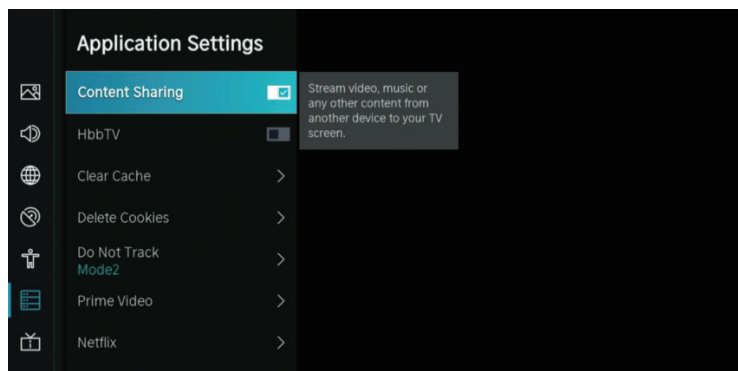 Application Settings
Content Sharing
Stream video, music or
any other content from
another device to your TV
screen.
HbbTV
Clear Cache
Delete Cookies
Do Not Track
Mode2
Prime Video
Netflix